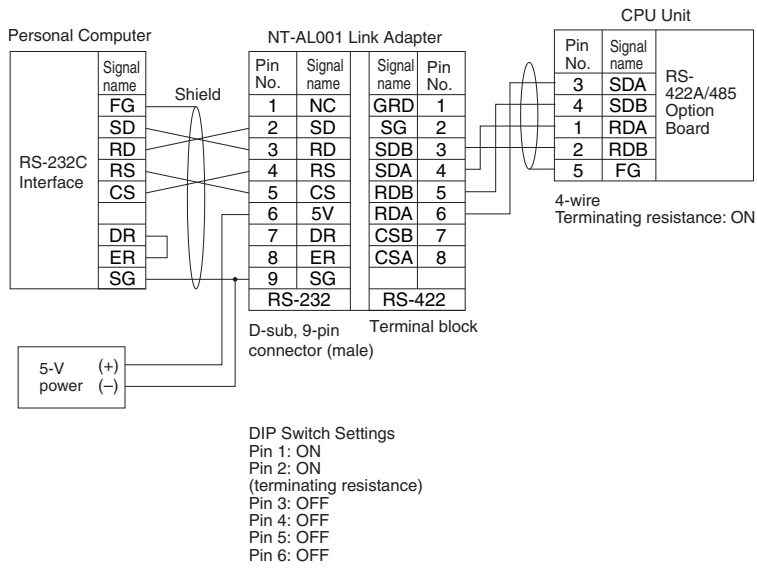 CPU Unit
Personal Computer
NT-AL001 Link Adapter
Pin No. Signal name
3 SDA
4 SDB
1 RDA
2 RDB
5 FG
RS-422A/485 Option Board
4-wire
Terminating resistance: ON
Signal name
FG
SD
RD
RS
CS
DR
ER
SG
RS-232C Interface
Shield
Pin No. Signal name
1 NC
2 SD
3 RD
4 RS
5 CS
6 5V
7 DR
8 ER
9 SG
RS-232
Signal name Pin No.
GRD 1
SG 2
SDB 3
SDA 4
RDB 5
RDA 6
CSB 7
CSA 8
RS-422
D-sub, 9-pin
connector (male)
Terminal block
5-V (+)
power (–)
DIP Switch Settings
Pin 1: ON
Pin 2: ON
(terminating resistance)
Pin 3: OFF
Pin 4: OFF
Pin 5: OFF
Pin 6: OFF